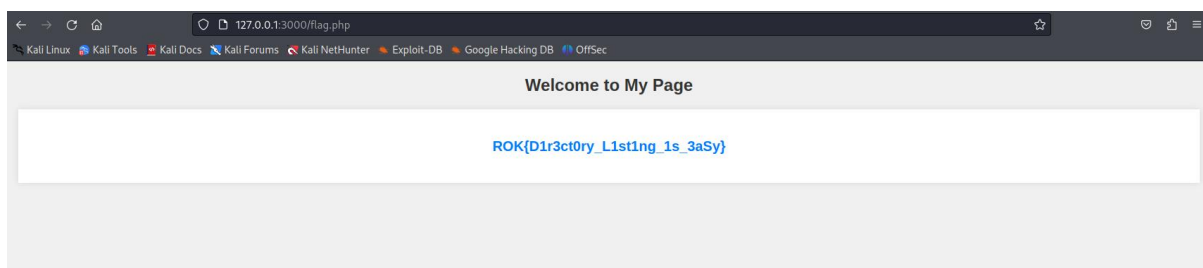 127.0.0.1:3000/flag.php
Kali Linux Kali Tools Kali Docs Kali Forums Kali NetHunter Exploit-DB Google Hacking DB OffSec
Welcome to My Page
ROK{D1r3ct0ry_L1st1ng_1s_3aSy}